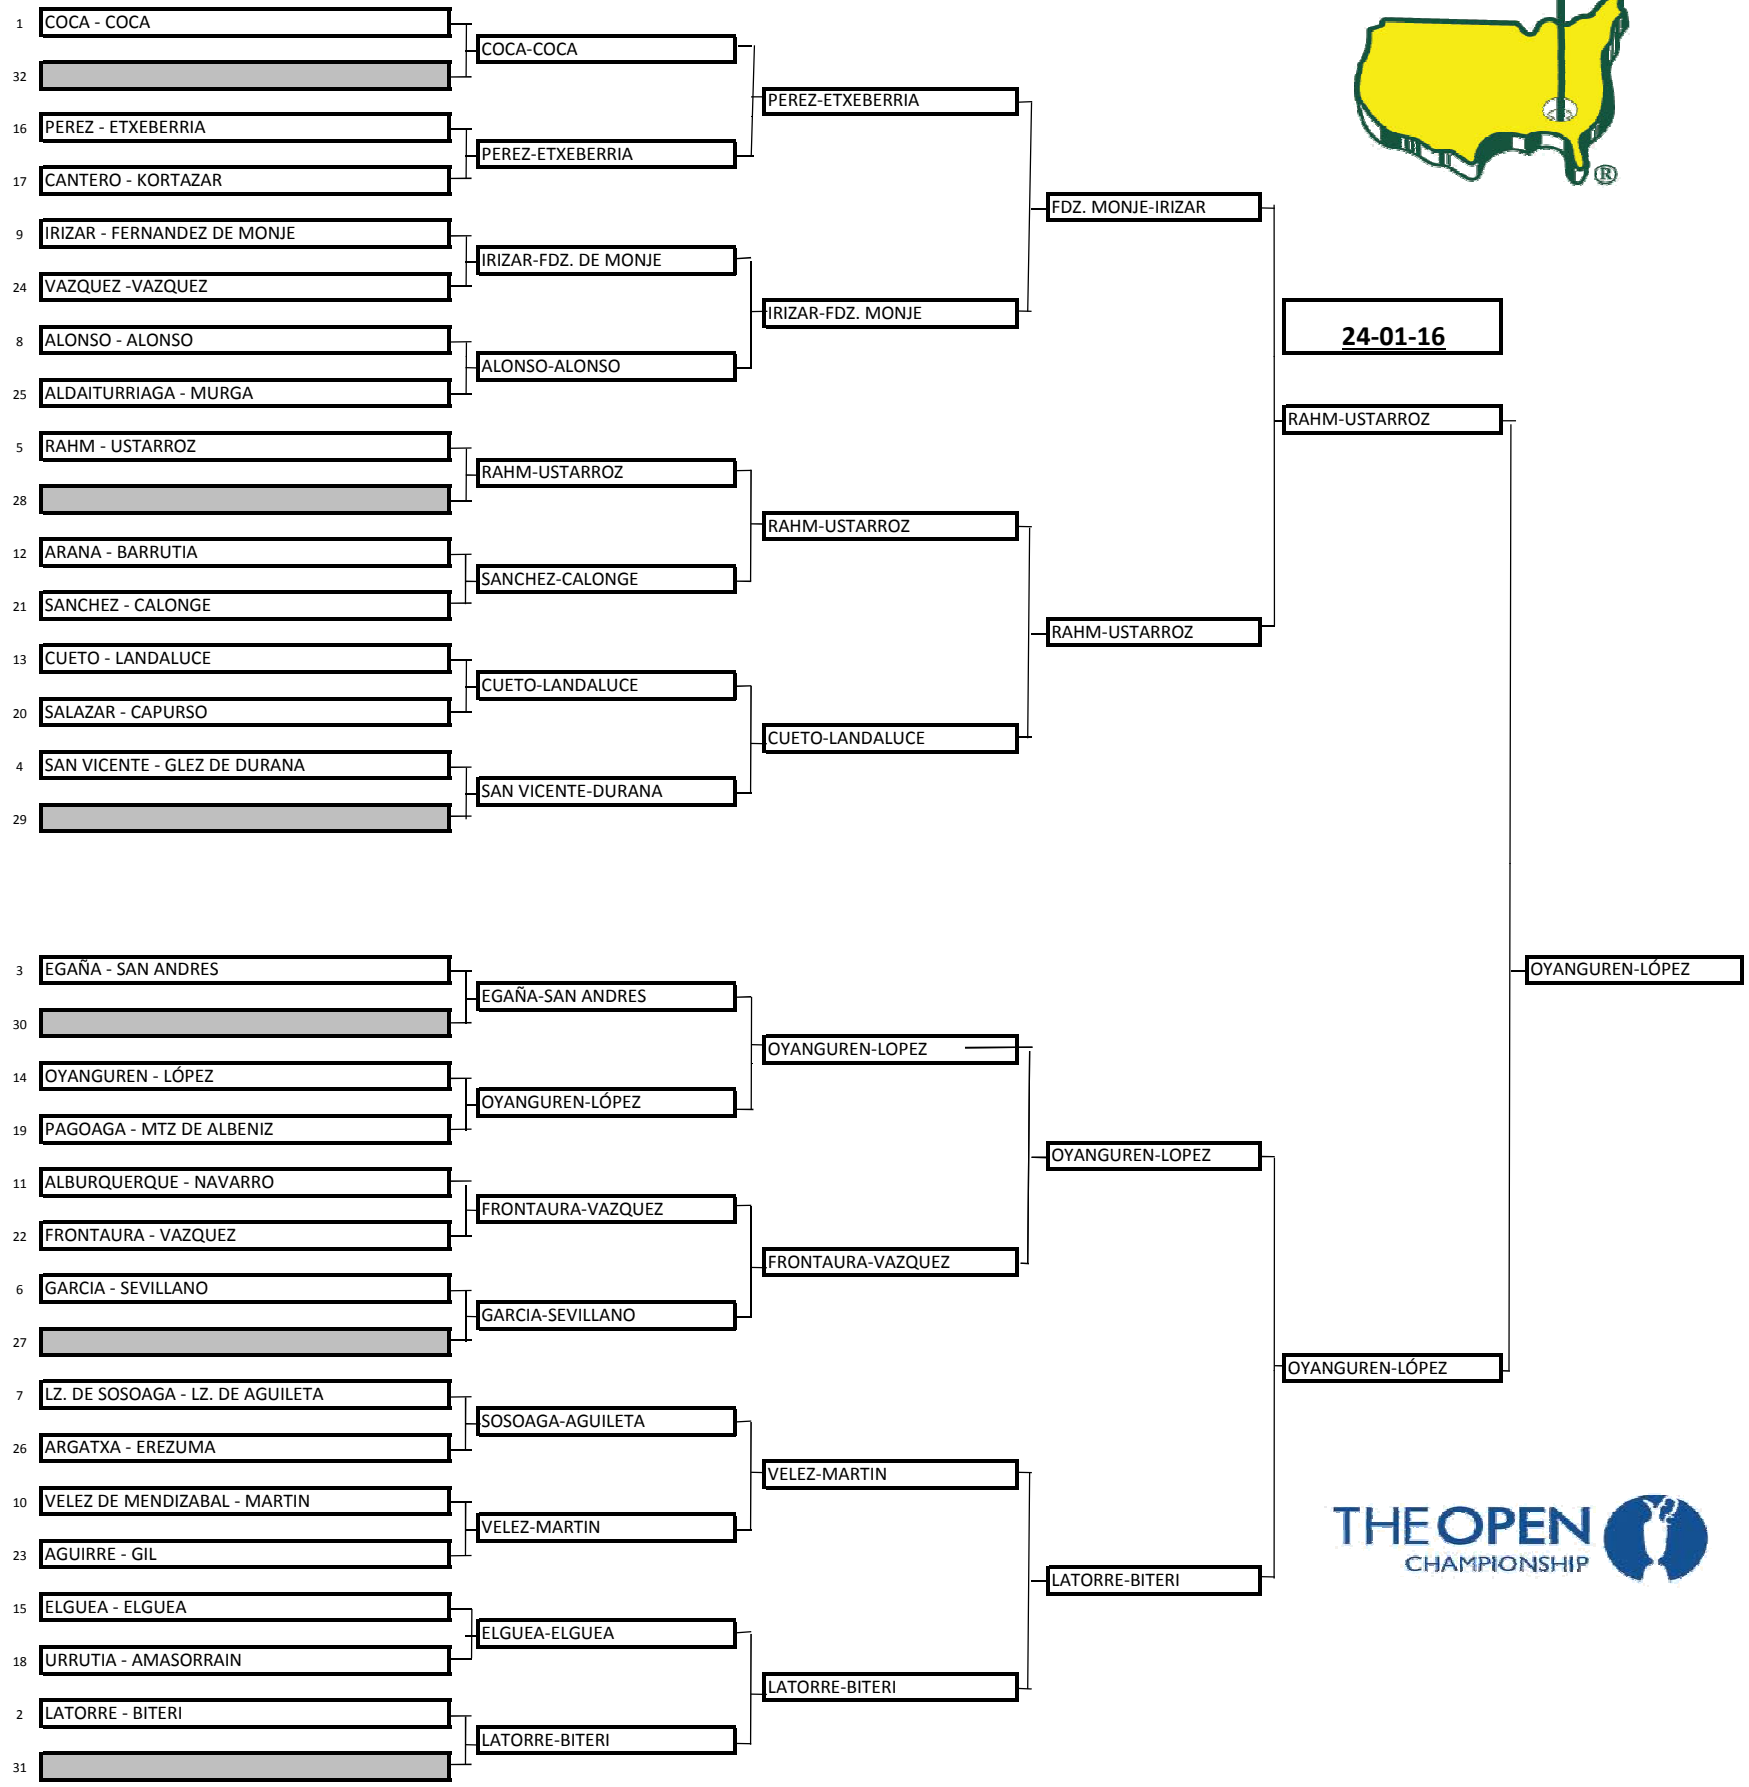 1 COCA - COCA
COCA-COCA
32
PEREZ-ETXEBERRIA
16 PEREZ - ETXEBERRIA
PEREZ-ETXEBERRIA
17 CANTERO - KORTAZAR
®
FDZ. MONJE-IRIZAR
9 IRIZAR - FERNANDEZ DE MONJE
IRIZAR-FDZ. DE MONJE
24 VAZQUEZ -VAZQUEZ
IRIZAR-FDZ. MONJE
24-01-16
8 ALONSO - ALONSO
ALONSO-ALONSO
25 ALDAITURRIAGA - MURGA
RAHM-USTARROZ
5 RAHM - USTARROZ
RAHM-USTARROZ
28
RAHM-USTARROZ
12 ARANA - BARRUTIA
SANCHEZ-CALONGE
21 SANCHEZ - CALONGE
RAHM-USTARROZ
13 CUETO - LANDALUCE
CUETO-LANDALUCE
20 SALAZAR - CAPURSO
CUETO-LANDALUCE
4 SAN VICENTE - GLEZ DE DURANA
SAN VICENTE-DURANA
29
3 EGAÑA - SAN ANDRES
OYANGUREN-LÓPEZ
EGAÑA-SAN ANDRES
30
OYANGUREN-LOPEZ
14 OYANGUREN - LÓPEZ
OYANGUREN-LÓPEZ
19 PAGOAGA - MTZ DE ALBENIZ
OYANGUREN-LOPEZ
11 ALBURQUERQUE - NAVARRO
FRONTAURA-VAZQUEZ
22 FRONTAURA - VAZQUEZ
FRONTAURA-VAZQUEZ
6 GARCIA - SEVILLANO
GARCIA-SEVILLANO
27
OYANGUREN-LÓPEZ
7 LZ. DE SOSOAGA - LZ. DE AGUILETA
SOSOAGA-AGUILETA
26 ARGATXA - EREZUMA
VELEZ-MARTIN
10 VELEZ DE MENDIZABAL - MARTIN
VELEZ-MARTIN
THE OPEN
CHAMPIONSHIP
23 AGUIRRE - GIL
LATORRE-BITERI
15 ELGUEA - ELGUEA
ELGUEA-ELGUEA
18 URRUTIA - AMASORRAIN
LATORRE-BITERI
2 LATORRE - BITERI
LATORRE-BITERI
31